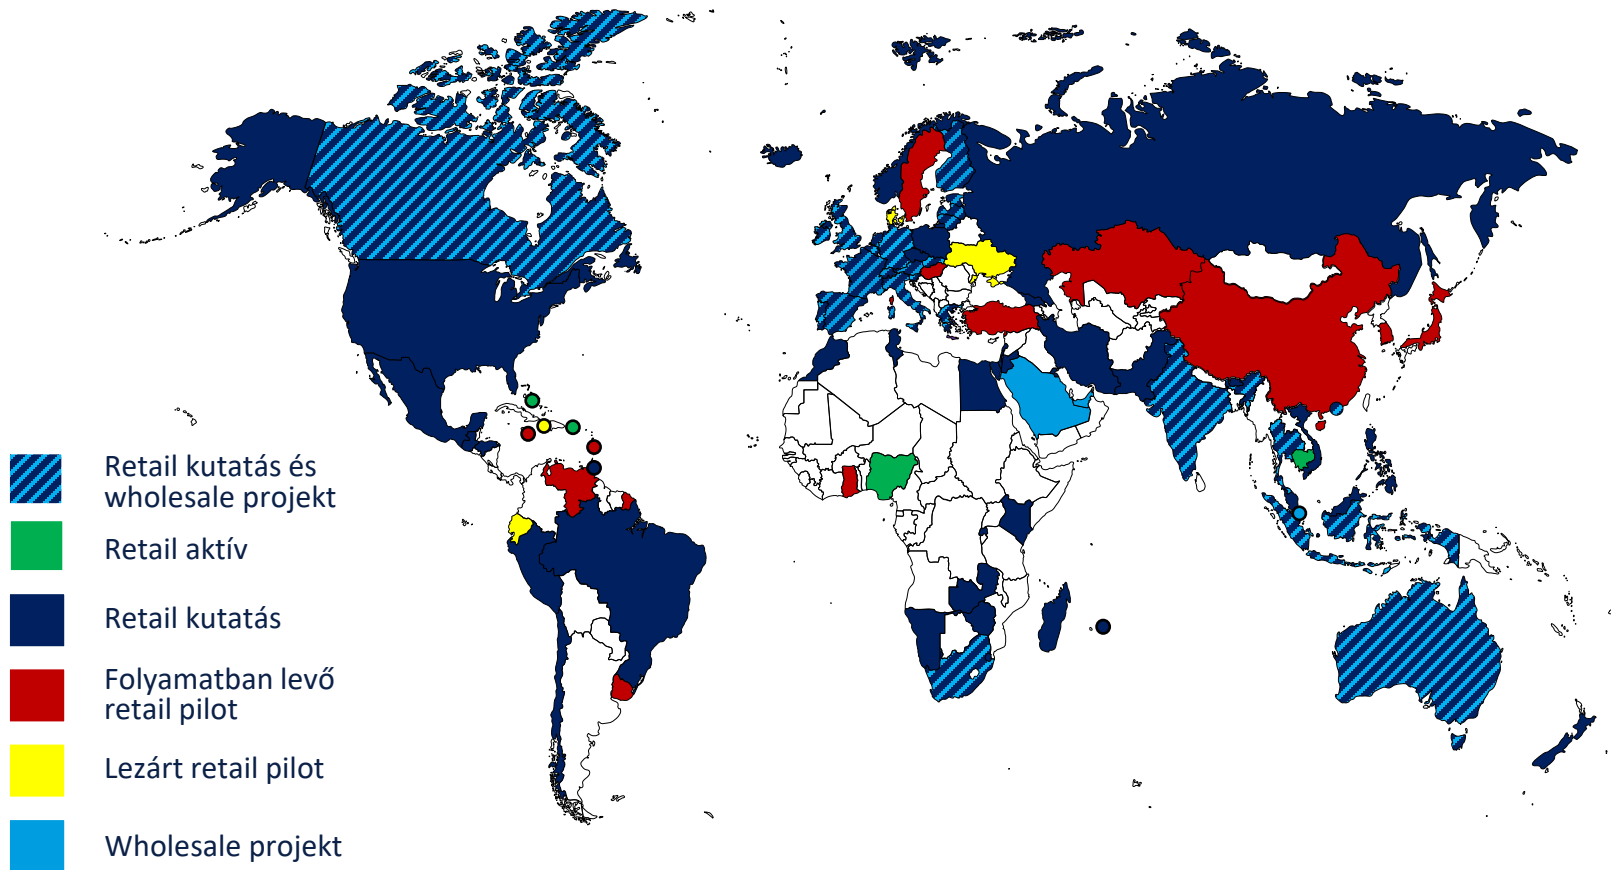 Retail kutatás és
wholesale projekt
Retail aktív
Retail kutatás
Folyamatban levő
retail pilot
Lezárt retail pilot
Wholesale projekt